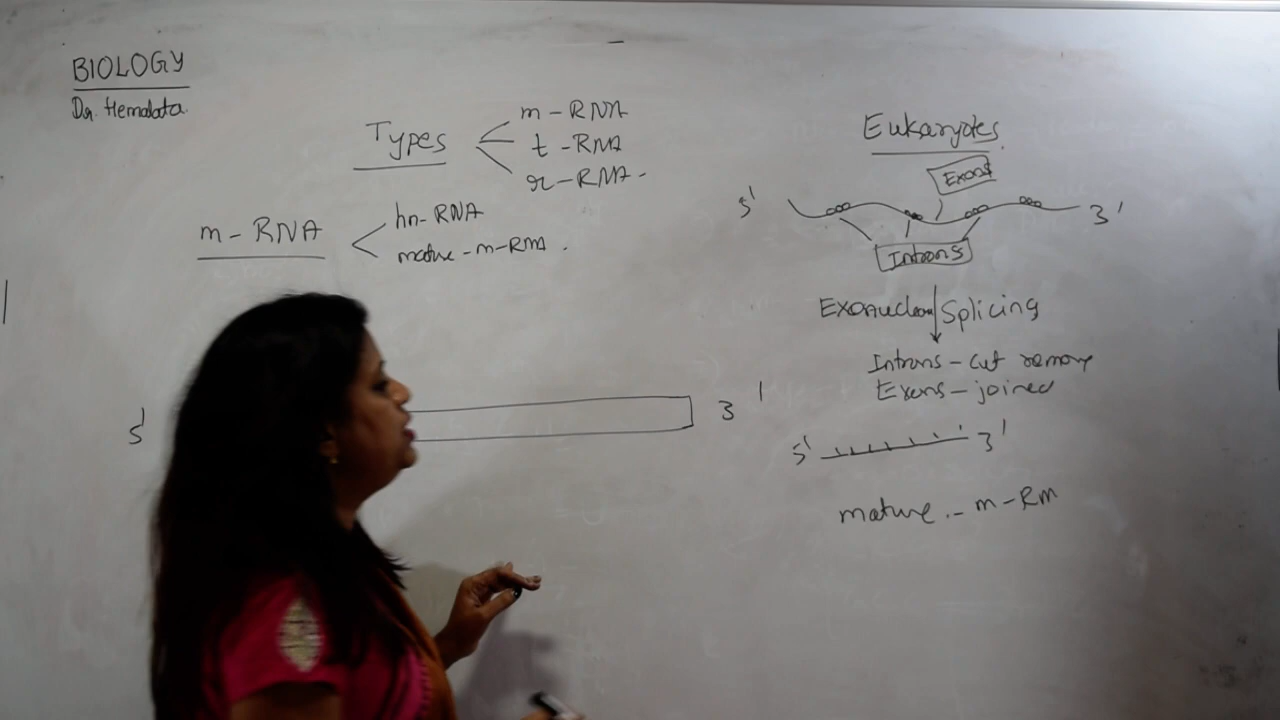 BIOLOGY
Dr. Hemalata.
Types
m-RNA
t-RNA
r-RNA.
m-RNA
hn-RNA
mature-m-RNA.
5' 3'
Eukaryotes
Exons
5' 3'
Introns
Splicing
Introns-cut remove
Exons-joined
5' 3'
mature.-m-RM